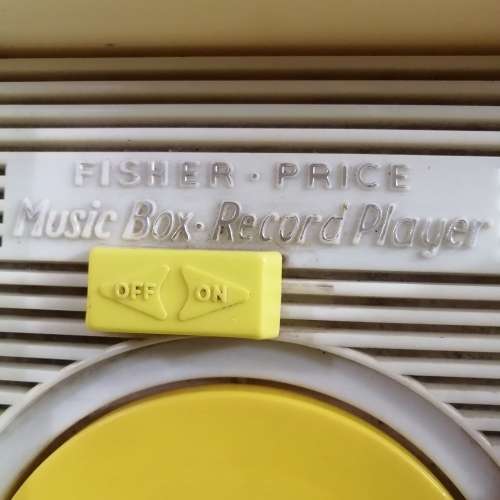 FISHER · PRICE
Music Box · Record Player
OFF ON